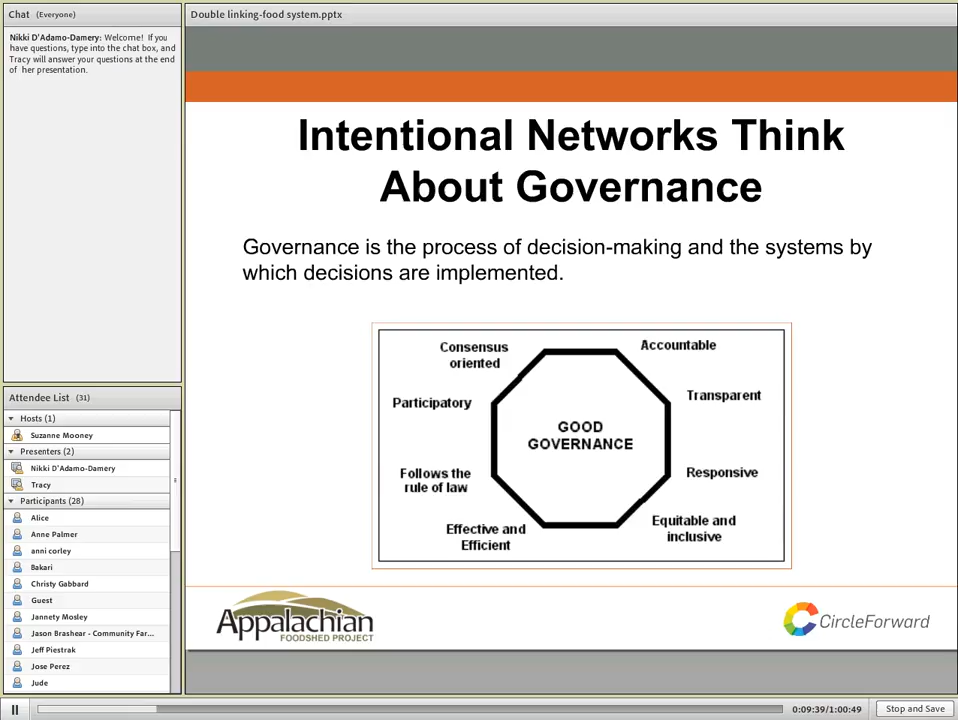 Chat (Everyone)
Nikki D'Adamo-Damery: Welcome! If you
have questions, type into the chat box, and
Tracy will answer your questions at the end
of her presentation.
Attendee List (31)
Hosts (1)
Suzanne Mooney
Presenters (2)
Nikki D'Adamo-Damery
Tracy
Participants (28)
Alice
Anne Palmer
anni corley
Bakari
Christy Gabbard
Guest
Jannety Mosley
Jason Brashear - Community Far...
Jeff Piestrak
Jose Perez
Jude
Double linking-food system.pptx
Intentional Networks Think
About Governance
Governance is the process of decision-making and the systems by
which decisions are implemented.
Consensus
oriented
Accountable
Participatory
Transparent
GOOD
GOVERNANCE
Follows the
rule of law
Responsive
Effective and
Efficient
Equitable and
inclusive
Appalachian
FOODSHED PROJECT
CircleForward
0:09:39/1:00:49
Stop and Save